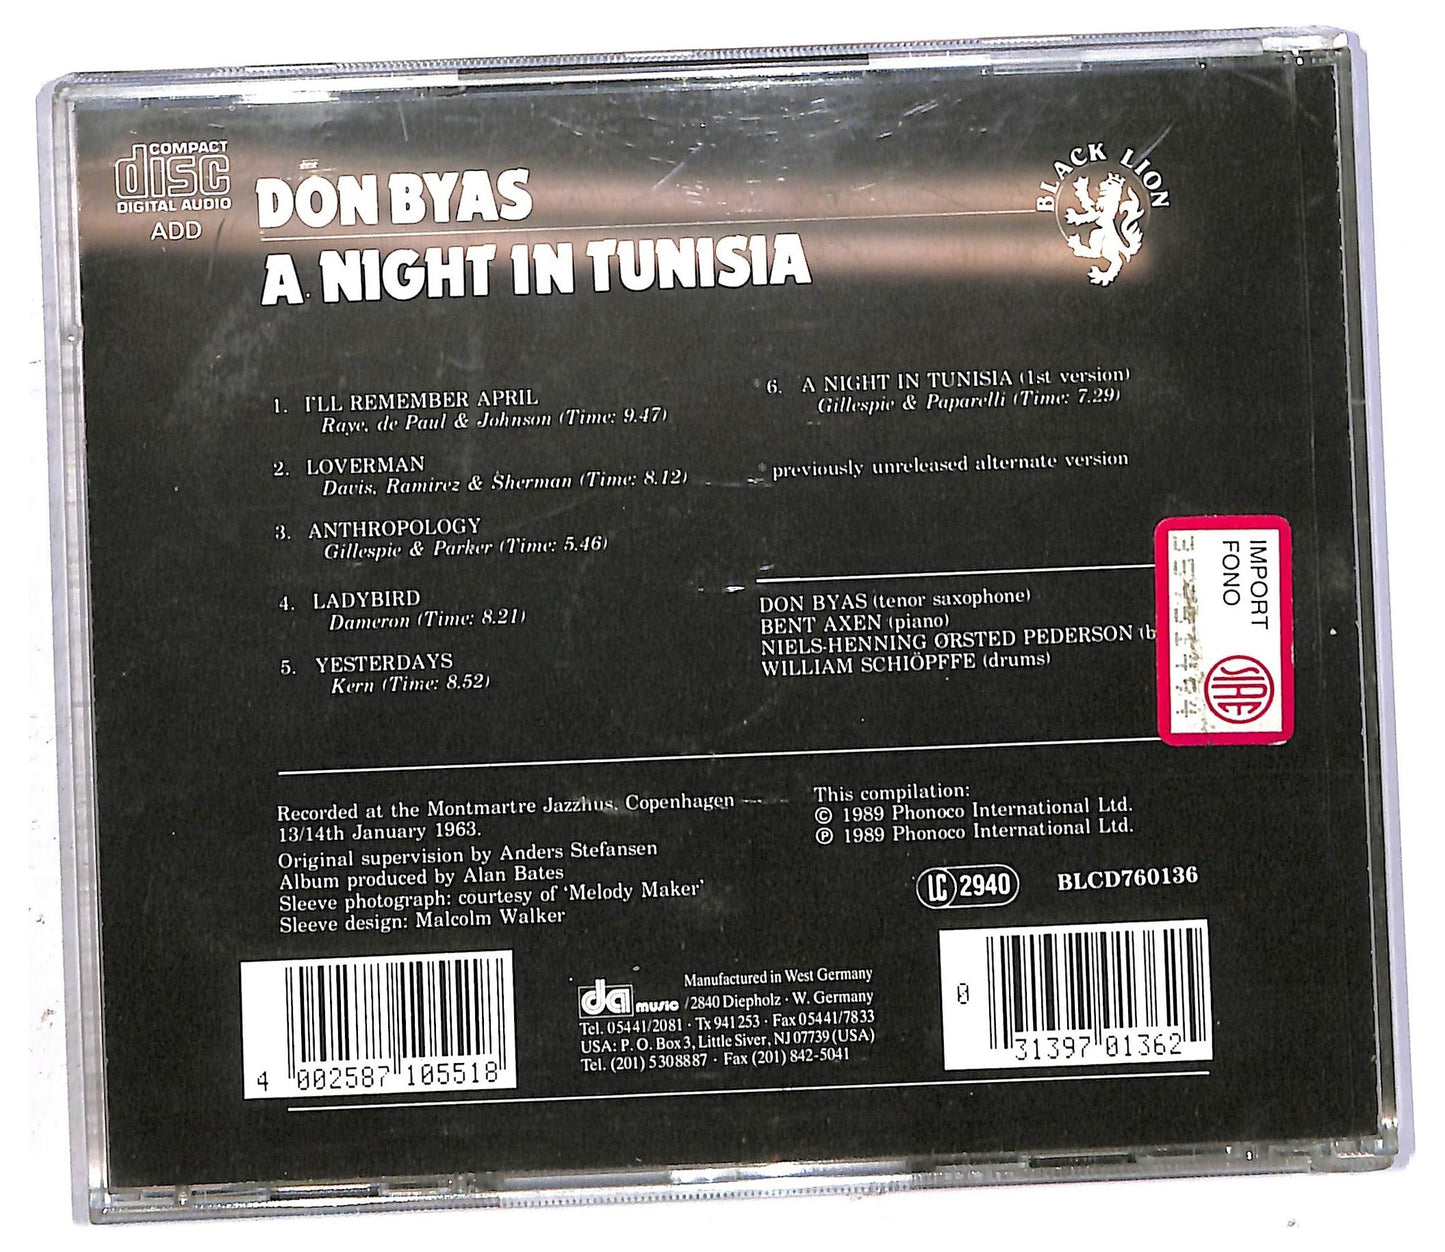 COMPACT
disc
DIGITAL AUDIO
ADD
DON BYAS
A NIGHT IN TUNISIA
BLACK LION
1. I'LL REMEMBER APRIL
Raye, de Paul & Johnson (Time: 9.47)
2. LOVERMAN
Davis, Ramirez & Sherman (Time: 8.12)
3. ANTHROPOLOGY
Gillespie & Parker (Time: 5.46)
4. LADYBIRD
Dameron (Time: 8.21)
5. YESTERDAYS
Kern (Time: 8.52)
* 6. A NIGHT IN TUNISIA (1st version)
Gillespie & Paparelli (Time: 7.29)
* previously unreleased alternate version
DON BYAS (tenor saxophone)
BENT AXEN (piano)
NIELS-HENNING ØRSTED PEDERSON (b
WILLIAM SCHIÖPFFE (drums)
IMPORT
FONO
SIAE
Recorded at the Montmartre Jazzhus, Copenhagen
13/14th January 1963.
Original supervision by Anders Stefansen
Album produced by Alan Bates
Sleeve photograph: courtesy of 'Melody Maker'
Sleeve design: Malcolm Walker
This compilation:
© 1989 Phonoco International Ltd.
℗ 1989 Phonoco International Ltd.
LC 2940 BLCD760136
4 002587 105518
Manufactured in West Germany
da music /2840 Diepholz · W. Germany
Tel. 05441/2081 · Tx 941253 · Fax 05441/7833
USA: P. O. Box 3, Little Siver, NJ 07739 (USA)
Tel. (201) 5308887 · Fax (201) 842-5041
0 31397 01362